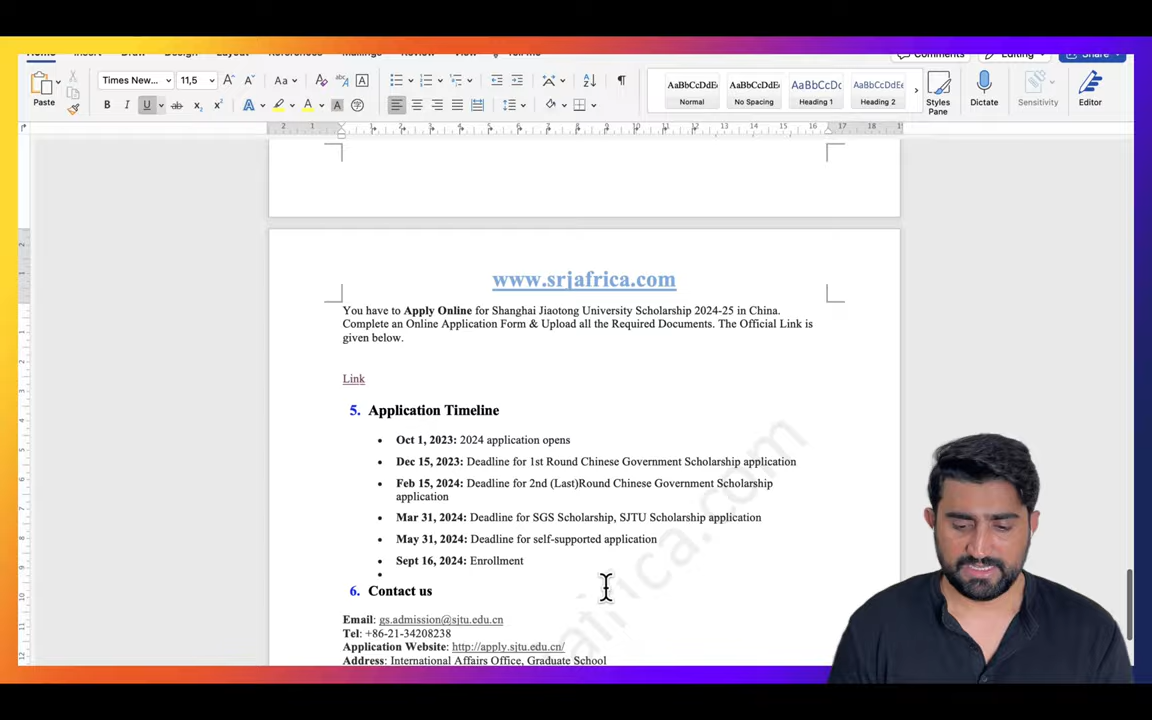 Comments
Editing
Share
Paste
Times New...
11,5
Aa
AaBbCcDdE
AaBbCcDdE
AaBbCcDc
AaBbCcDdE
Normal
No Spacing
Heading 1
Heading 2
Styles
Pane
Dictate
Sensitivity
Editor
www.srjafrica.com
You have to Apply Online for Shanghai Jiaotong University Scholarship 2024-25 in China.
Complete an Online Application Form & Upload all the Required Documents. The Official Link is
given below.
Link
5. Application Timeline
• Oct 1, 2023: 2024 application opens
• Dec 15, 2023: Deadline for 1st Round Chinese Government Scholarship application
• Feb 15, 2024: Deadline for 2nd (Last)Round Chinese Government Scholarship
application
• Mar 31, 2024: Deadline for SGS Scholarship, SJTU Scholarship application
• May 31, 2024: Deadline for self-supported application
• Sept 16, 2024: Enrollment
•
6. Contact us
Email: gs.admission@sjtu.edu.cn
Tel: +86-21-34208238
Application Website: http://apply.sjtu.edu.cn/
Address: International Affairs Office, Graduate School